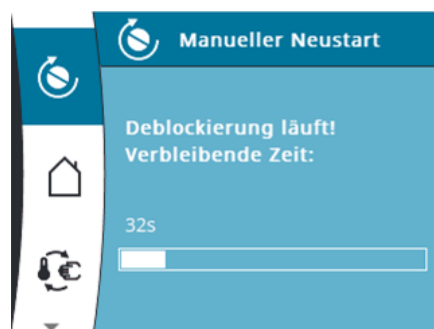 Manueller Neustart
Deblockierung läuft!
Verbleibende Zeit:
32s